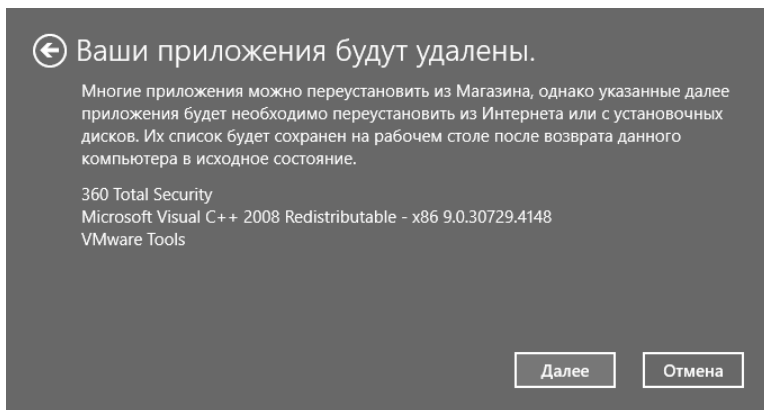 Ваши приложения будут удалены.
Многие приложения можно переустановить из Магазина, однако указанные далее
приложения будет необходимо переустановить из Интернета или с установочных
дисков. Их список будет сохранен на рабочем столе после возврата данного
компьютера в исходное состояние.
360 Total Security
Microsoft Visual C++ 2008 Redistributable - x86 9.0.30729.4148
VMware Tools
Далее
Отмена